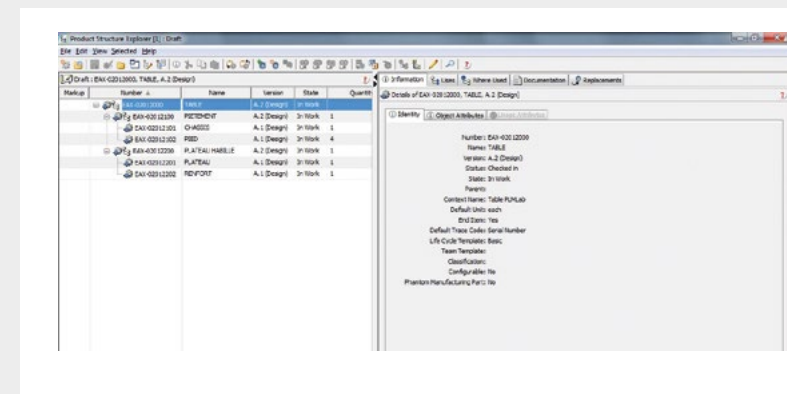 Product Structure Explorer [1] : Draft
File Edit View Selected Help
Draft : EAX-02012000, TABLE, A.2 (Design)
Markup Number Name Version State Quantit
EAX-02012000 TABLE A.2 (Design) In Work
EAX-02012100 PIETEMENT A.2 (Design) In Work 1
EAX-02012101 CHASSIS A.1 (Design) In Work 1
EAX-02012102 PIED A.1 (Design) In Work 4
EAX-02012200 PLATEAU HABILLE A.2 (Design) In Work 1
EAX-02012201 PLATEAU A.1 (Design) In Work 1
EAX-02012202 RENFORT A.1 (Design) In Work 1
Information Uses Where Used Documentation Replacements
Details of EAX-02012000, TABLE, A.2 (Design)
Identity Object Attributes Usage Attributes
Number: EAX-02012000
Name: TABLE
Version: A.2 (Design)
Status: Checked in
State: In Work
Parent:
Context Name: Table PLMLab
Default Unit: each
End Item: Yes
Default Trace Code: Serial Number
Life Cycle Template: Basic
Team Template:
Classification:
Configurable: No
Phantom Manufacturing Part: No